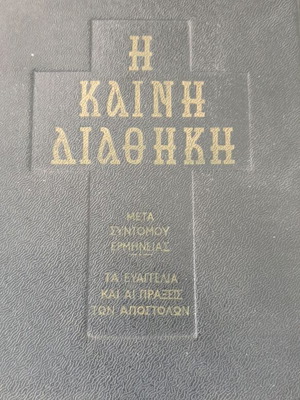 Η
ΚΑΙΝΗ
ΔΙΑΘΗΚΗ
ΜΕΤΑ
ΣΥΝΤΟΜΟΥ
ΕΡΜΗΝΕΙΑΣ
ΤΑ ΕΥΑΓΓΕΛΙΑ
ΚΑΙ ΑΙ ΠΡΑΞΕΙΣ
ΤΩΝ ΑΠΟΣΤΟΛΩΝ